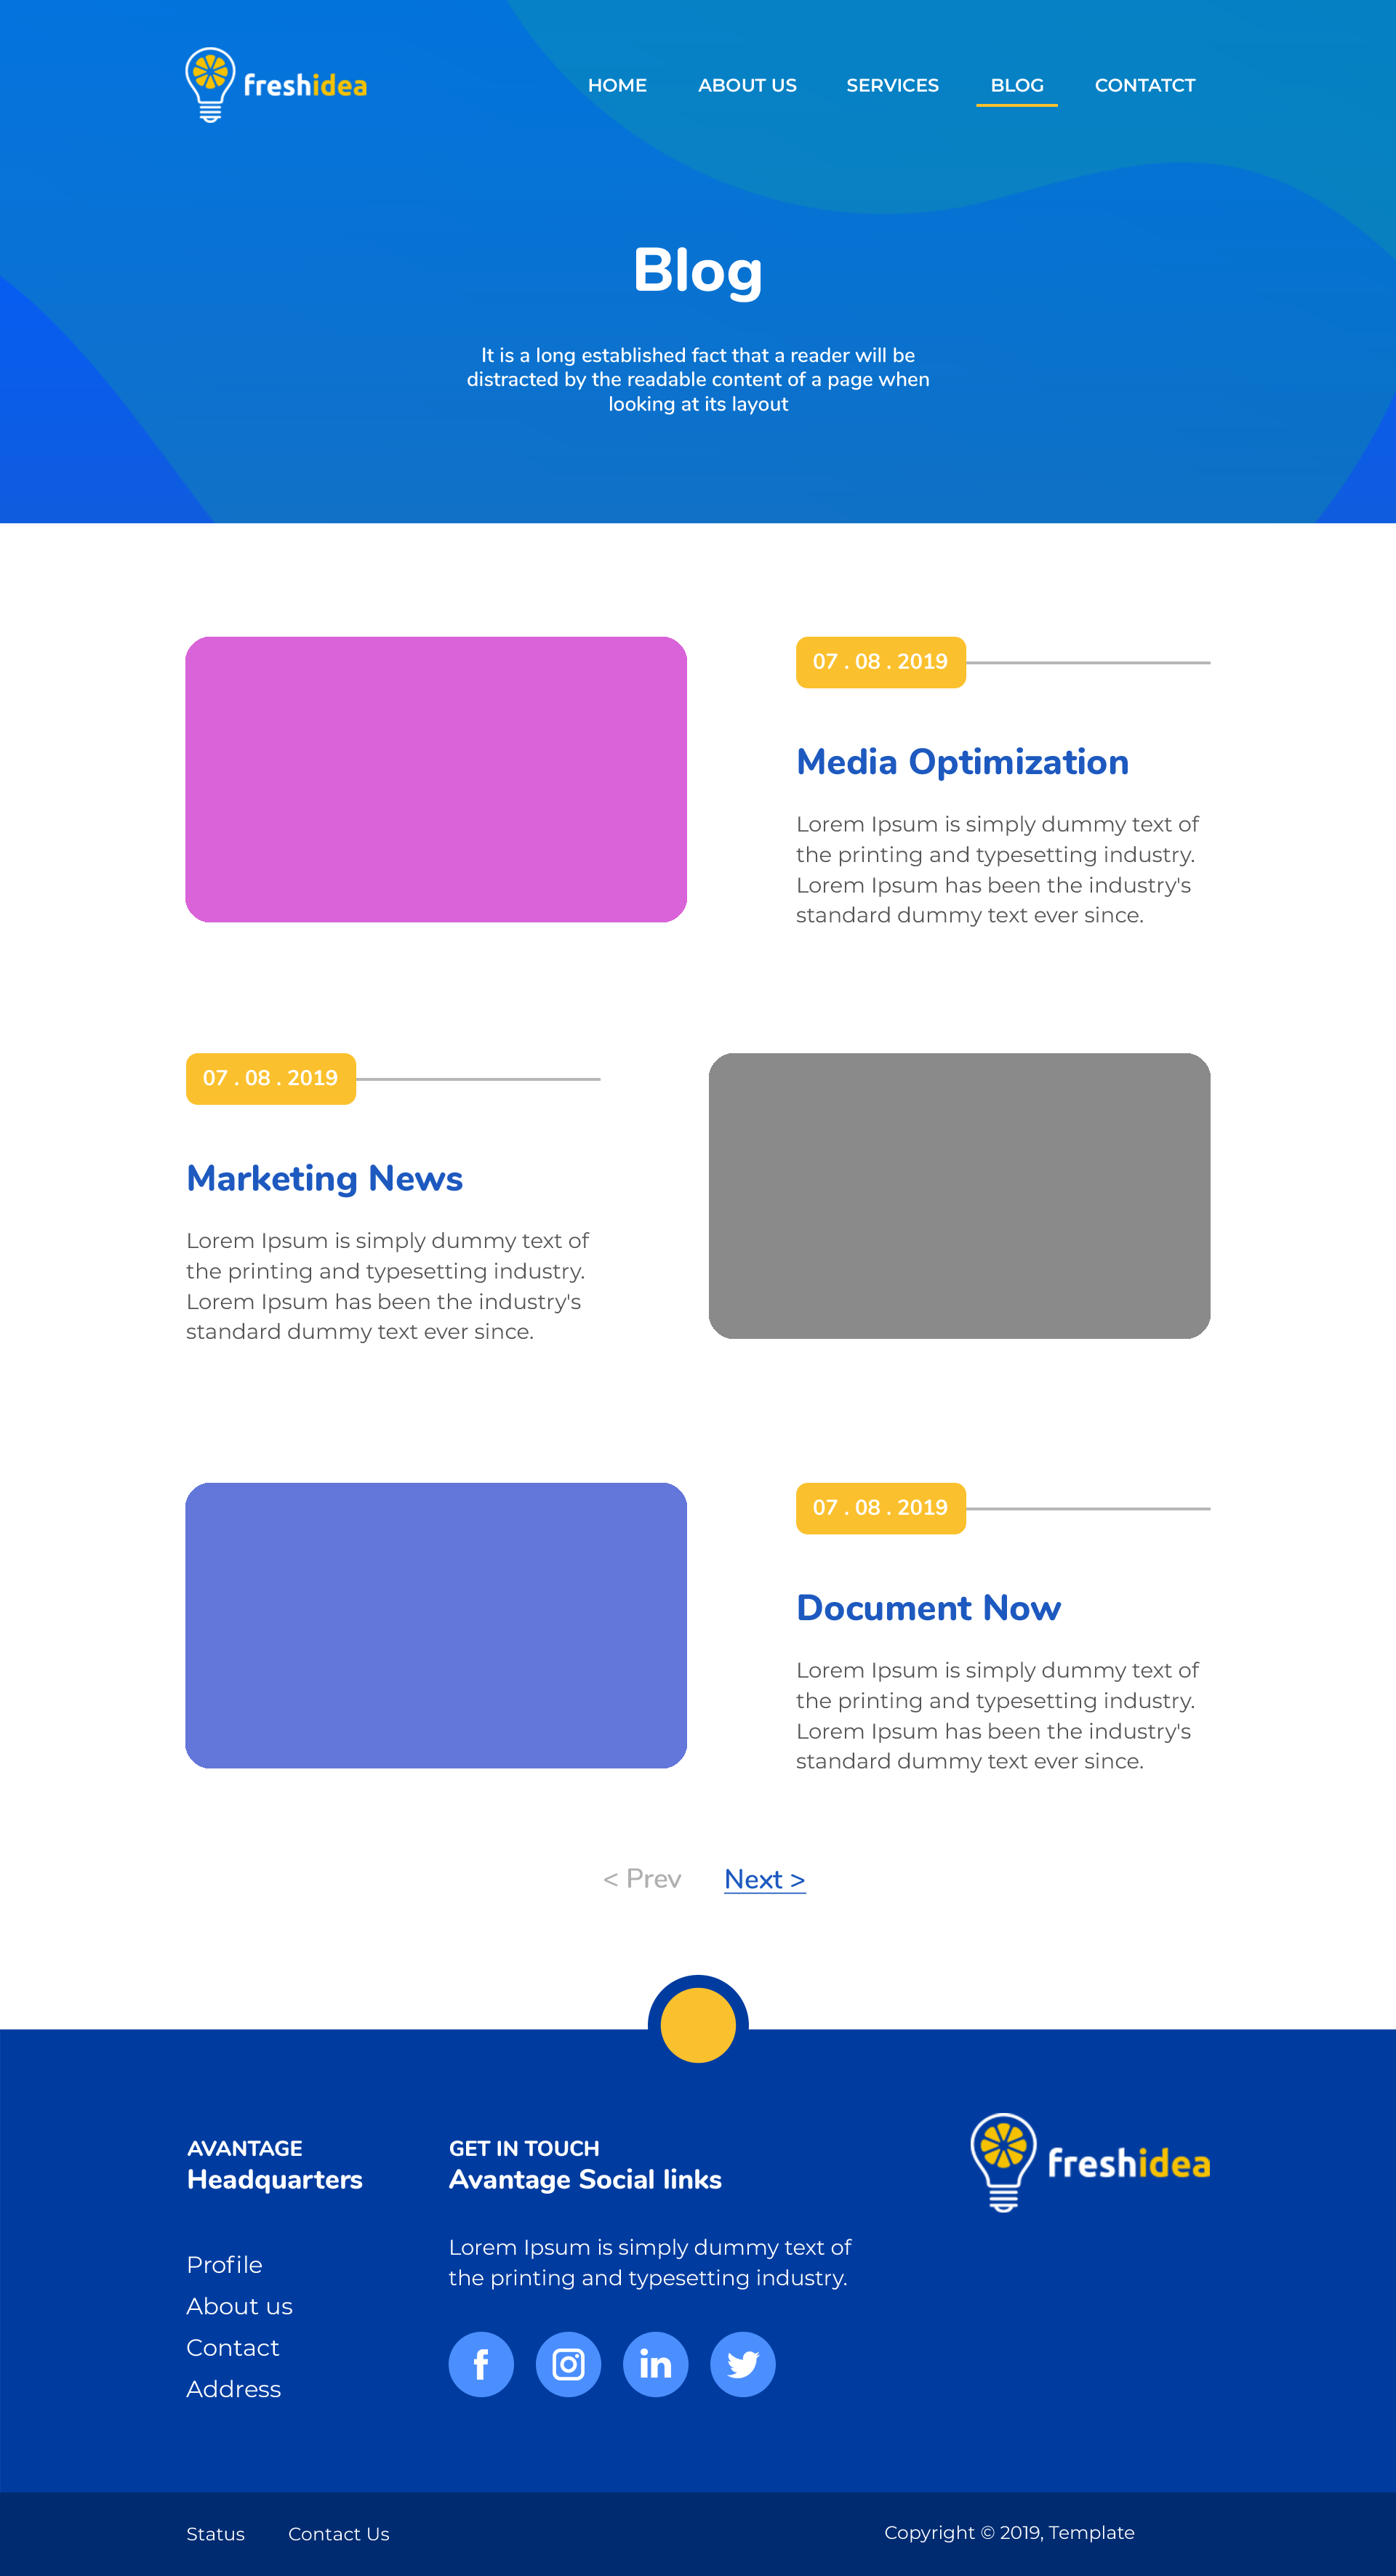 freshidea
HOME ABOUT US SERVICES BLOG CONTATCT
Blog
It is a long established fact that a reader will be
distracted by the readable content of a page when
looking at its layout
07 . 08 . 2019
Media Optimization
Lorem Ipsum is simply dummy text of
the printing and typesetting industry.
Lorem Ipsum has been the industry's
standard dummy text ever since.
07 . 08 . 2019
Marketing News
Lorem Ipsum is simply dummy text of
the printing and typesetting industry.
Lorem Ipsum has been the industry's
standard dummy text ever since.
07 . 08 . 2019
Document Now
Lorem Ipsum is simply dummy text of
the printing and typesetting industry.
Lorem Ipsum has been the industry's
standard dummy text ever since.
< Prev Next >
AVANTAGE
Headquarters
Profile
About us
Contact
Address
GET IN TOUCH
Avantage Social links
Lorem Ipsum is simply dummy text of
the printing and typesetting industry.
freshidea
Status Contact Us Copyright © 2019, Template